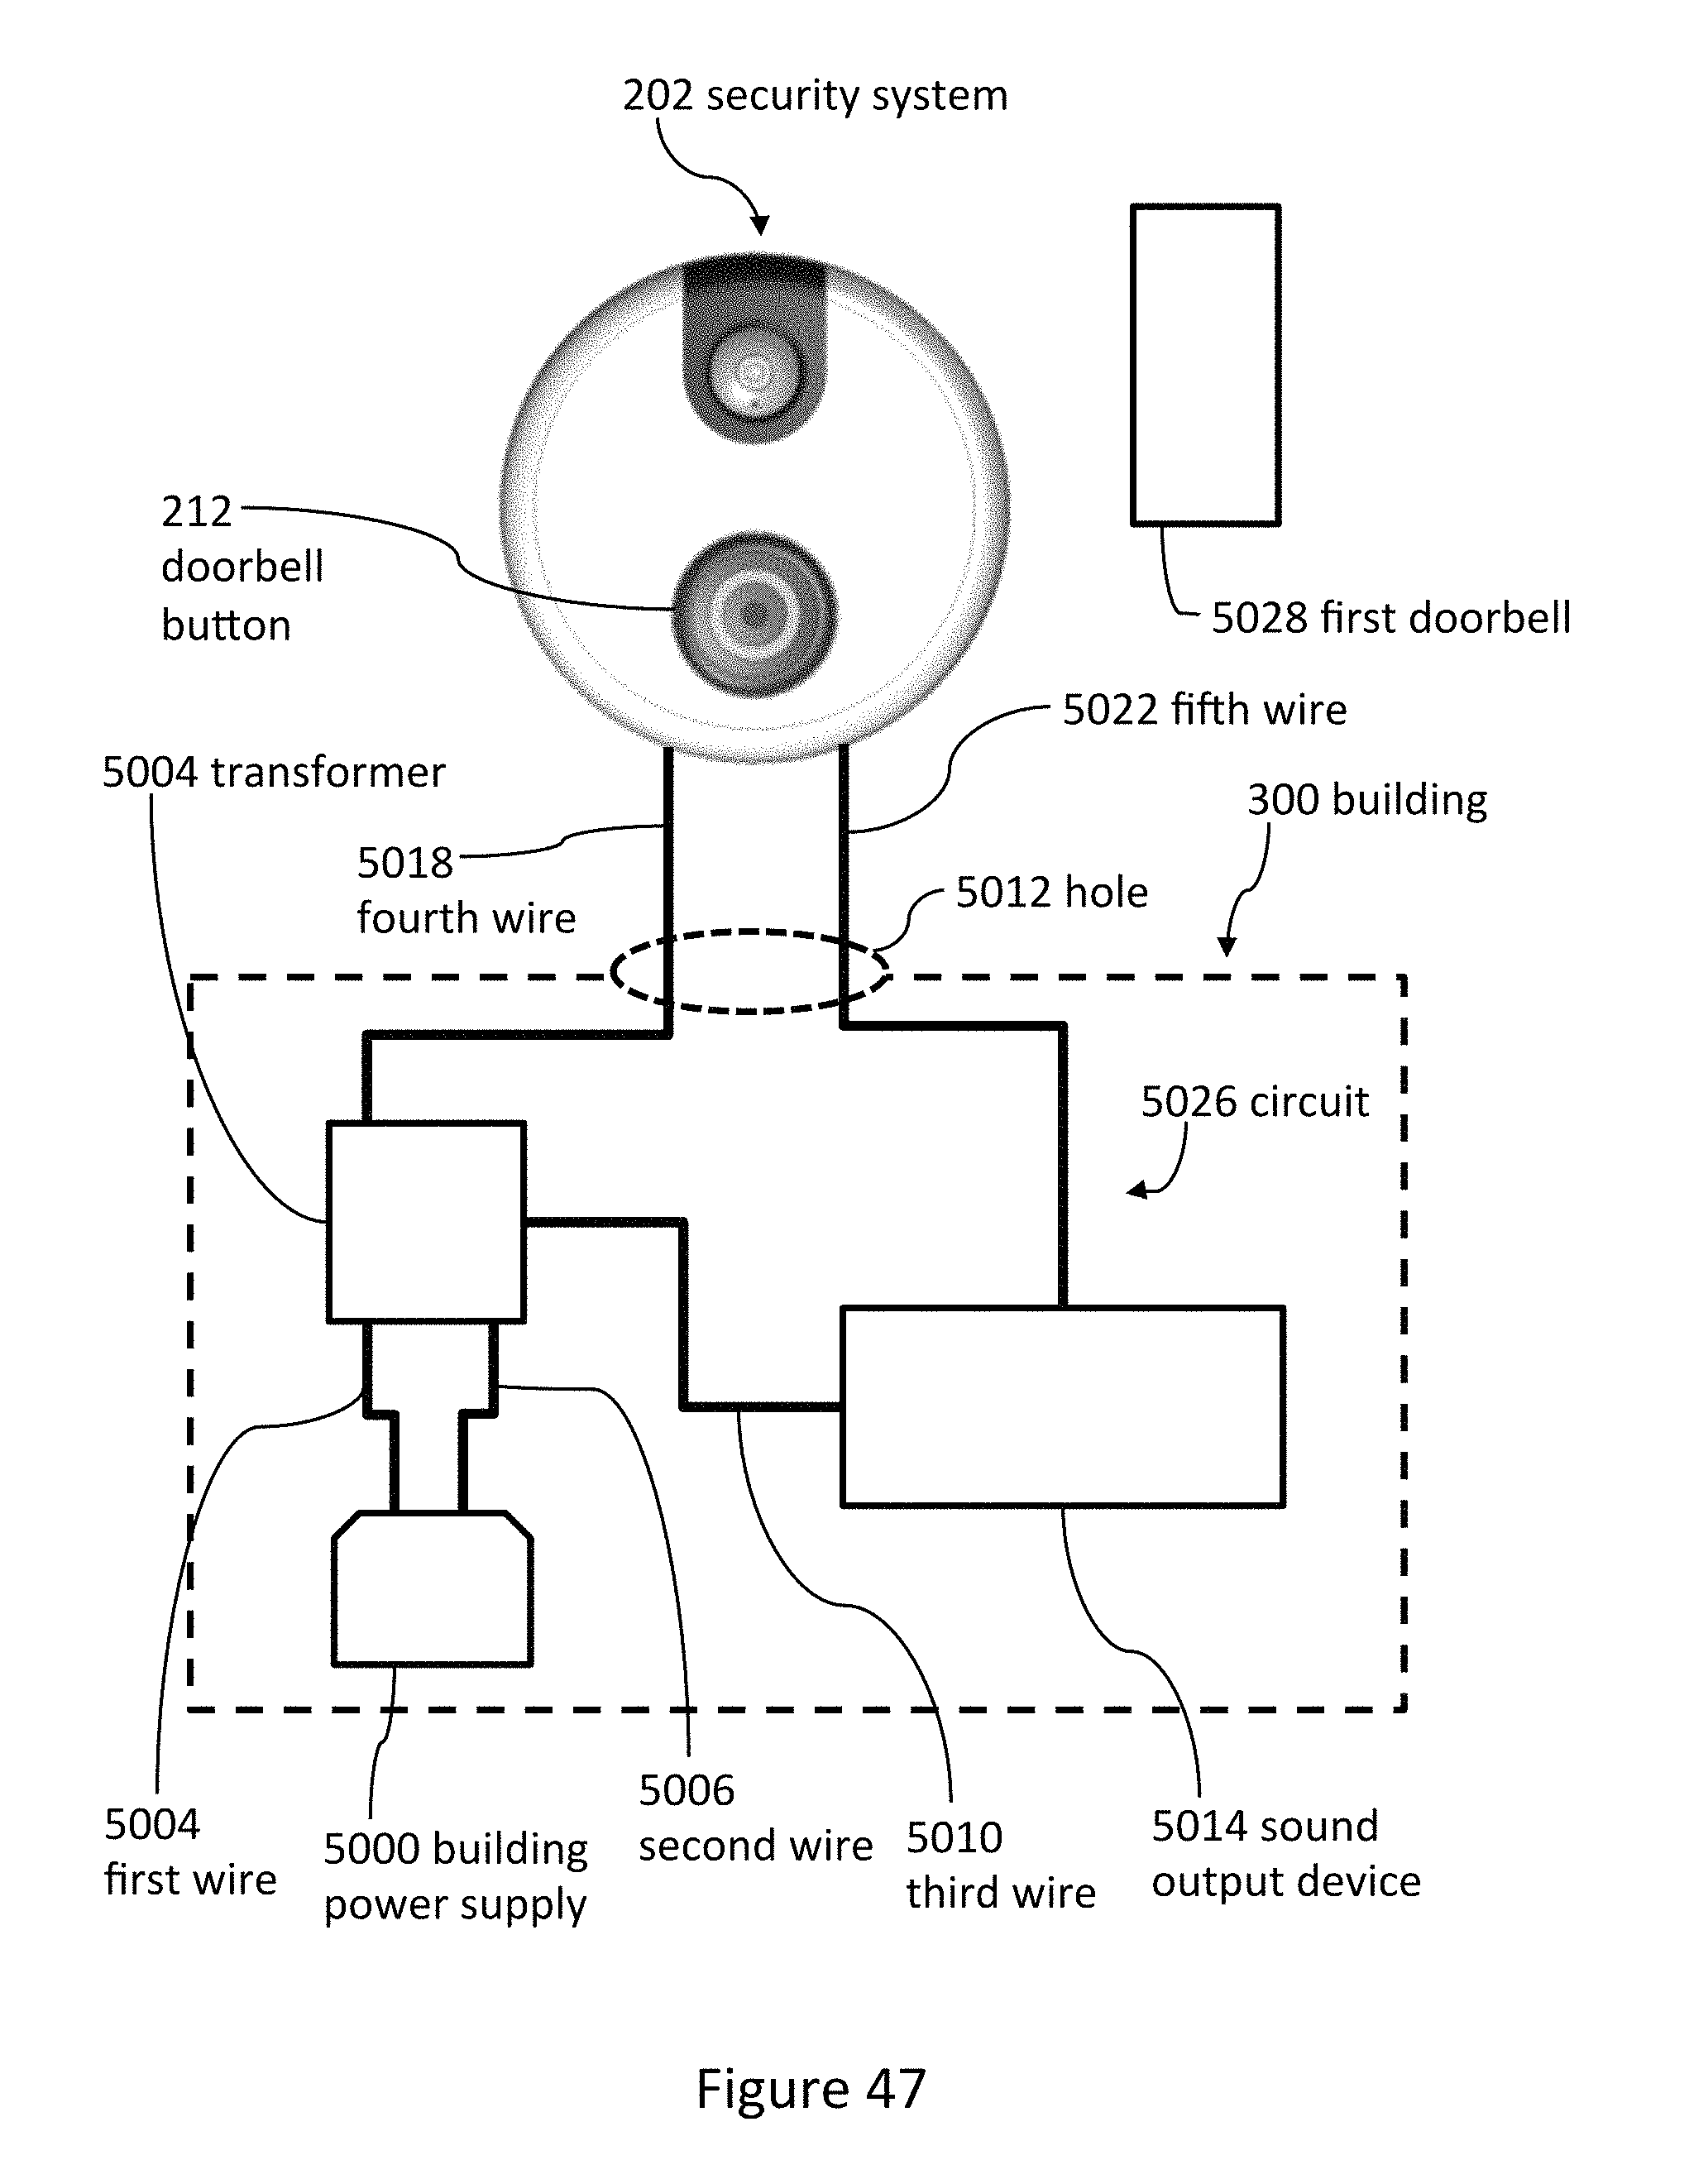 202 security system
212
doorbell
button
5028 first doorbell
5022 fifth wire
5004 transformer
300 building
5018
fourth wire
5012 hole
5026 circuit
5004
first wire
5000 building
power supply
5006
second wire
5010
third wire
5014 sound
output device
Figure 47